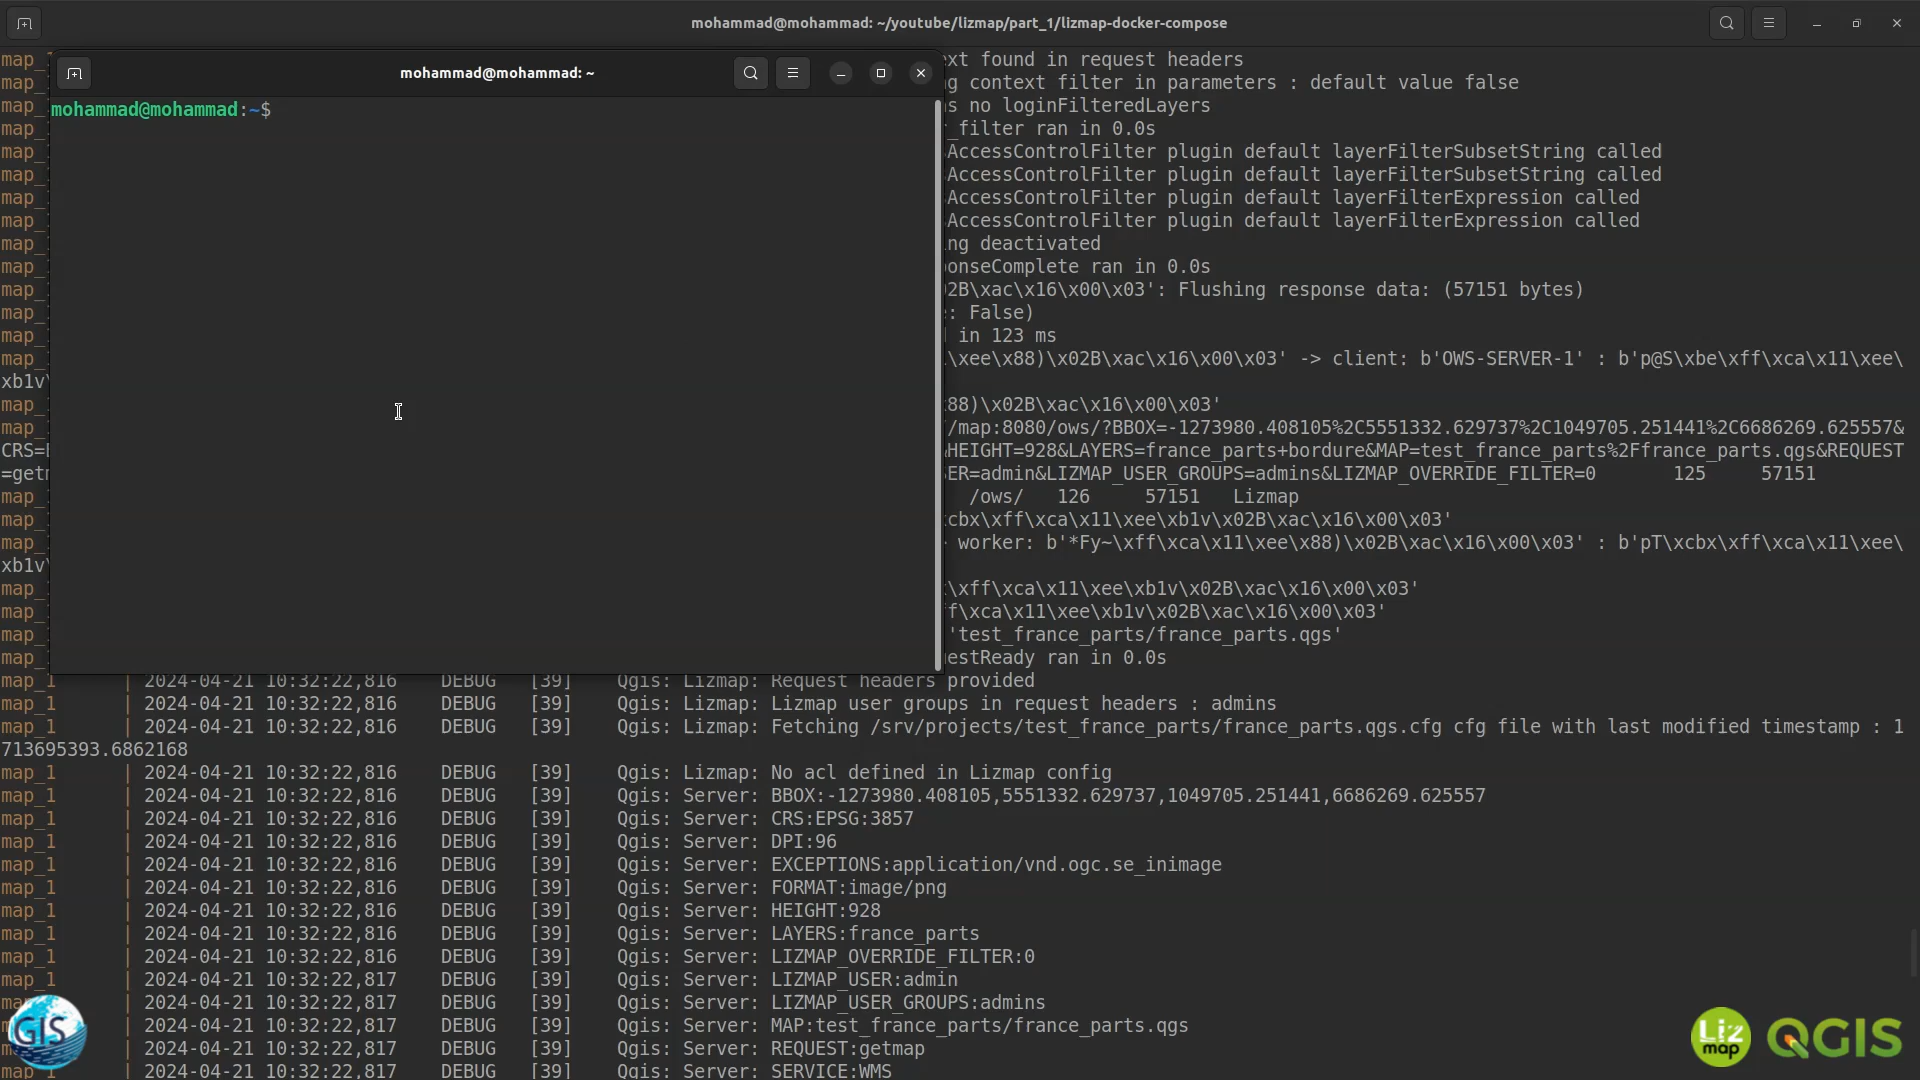 mohammad@mohammad: ~/youtube/lizmap/part_1/lizmap-docker-compose
mohammad@mohammad: ~
mohammad@mohammad:~$
map_ ext found in request headers
map_ g context filter in parameters : default value false
map_ s no loginFilteredLayers
map_ _filter ran in 0.0s
map_ AccessControlFilter plugin default layerFilterSubsetString called
map_ AccessControlFilter plugin default layerFilterSubsetString called
map_ AccessControlFilter plugin default layerFilterExpression called
map_ AccessControlFilter plugin default layerFilterExpression called
map_ ng deactivated
map_ onseComplete ran in 0.0s
map_ 02B\xac\x16\x00\x03': Flushing response data: (57151 bytes)
map_ : False)
map_ in 123 ms
map_ \xee\x88)\x02B\xac\x16\x00\x03' -> client: b'OWS-SERVER-1' : b'p@S\xbe\xff\xca\x11\xee\
xb1v\
map_ 88)\x02B\xac\x16\x00\x03'
map_ /map:8080/ows/?BBOX=-1273980.408105%2C5551332.629737%2C1049705.251441%2C6686269.625557&
CRS= &HEIGHT=928&LAYERS=france_parts+bordure&MAP=test_france_parts%2Ffrance_parts.qgs&REQUEST
=getm ER=admin&LIZMAP_USER_GROUPS=admins&LIZMAP_OVERRIDE_FILTER=0 125 57151
map_ /ows/ 126 57151 Lizmap
map_ cbx\xff\xca\x11\xee\xb1v\x02B\xac\x16\x00\x03'
map_ worker: b'*Fy~\xff\xca\x11\xee\x88)\x02B\xac\x16\x00\x03' : b'pT\xcbx\xff\xca\x11\xee\
xb1v\
map_ \xff\xca\x11\xee\xb1v\x02B\xac\x16\x00\x03'
map_ f\xca\x11\xee\xb1v\x02B\xac\x16\x00\x03'
map_ 'test_france_parts/france_parts.qgs'
map_ estReady ran in 0.0s
map_1 | 2024-04-21 10:32:22,816 DEBUG [39] Qgis: Lizmap: Request headers provided
map_1 | 2024-04-21 10:32:22,816 DEBUG [39] Qgis: Lizmap: Lizmap user groups in request headers : admins
map_1 | 2024-04-21 10:32:22,816 DEBUG [39] Qgis: Lizmap: Fetching /srv/projects/test_france_parts/france_parts.qgs.cfg cfg file with last modified timestamp : 1
713695393.6862168
map_1 | 2024-04-21 10:32:22,816 DEBUG [39] Qgis: Lizmap: No acl defined in Lizmap config
map_1 | 2024-04-21 10:32:22,816 DEBUG [39] Qgis: Server: BBOX:-1273980.408105,5551332.629737,1049705.251441,6686269.625557
map_1 | 2024-04-21 10:32:22,816 DEBUG [39] Qgis: Server: CRS:EPSG:3857
map_1 | 2024-04-21 10:32:22,816 DEBUG [39] Qgis: Server: DPI:96
map_1 | 2024-04-21 10:32:22,816 DEBUG [39] Qgis: Server: EXCEPTIONS:application/vnd.ogc.se_inimage
map_1 | 2024-04-21 10:32:22,816 DEBUG [39] Qgis: Server: FORMAT:image/png
map_1 | 2024-04-21 10:32:22,816 DEBUG [39] Qgis: Server: HEIGHT:928
map_1 | 2024-04-21 10:32:22,816 DEBUG [39] Qgis: Server: LAYERS:france_parts
map_1 | 2024-04-21 10:32:22,816 DEBUG [39] Qgis: Server: LIZMAP_OVERRIDE_FILTER:0
map_1 | 2024-04-21 10:32:22,817 DEBUG [39] Qgis: Server: LIZMAP_USER:admin
map_1 | 2024-04-21 10:32:22,817 DEBUG [39] Qgis: Server: LIZMAP_USER_GROUPS:admins
map_1 | 2024-04-21 10:32:22,817 DEBUG [39] Qgis: Server: MAP:test_france_parts/france_parts.qgs
map_1 | 2024-04-21 10:32:22,817 DEBUG [39] Qgis: Server: REQUEST:getmap
map_1 | 2024-04-21 10:32:22,817 DEBUG [39] Qgis: Server: SERVICE:WMS
GIS
Liz
map
QGIS